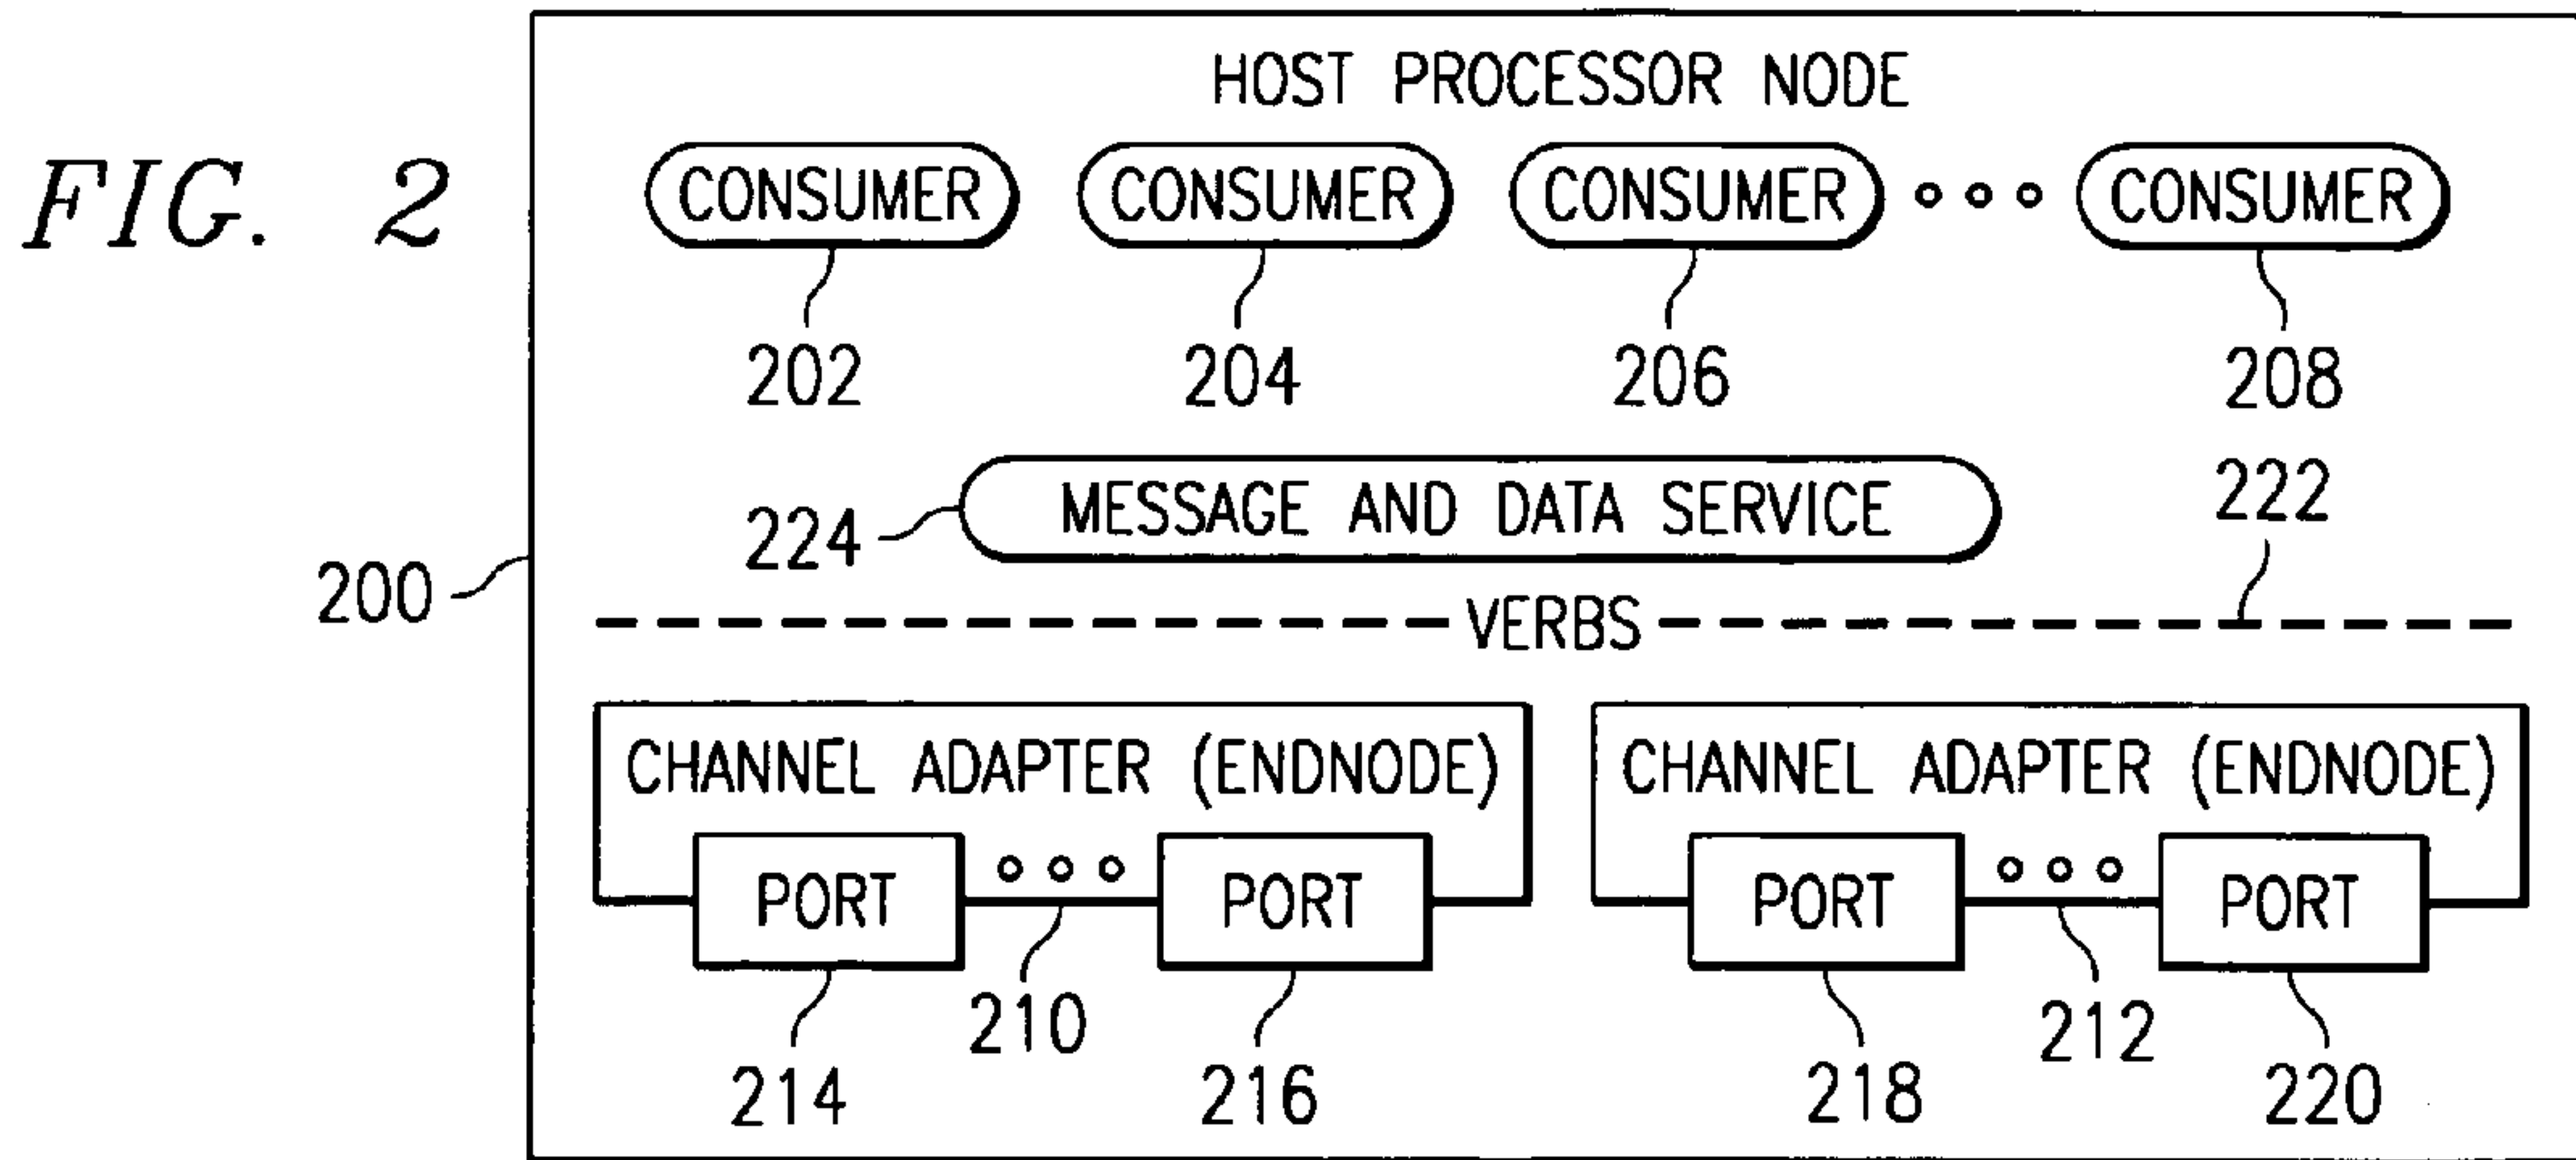 FIG. 2
HOST PROCESSOR NODE
CONSUMER CONSUMER CONSUMER CONSUMER
202 204 206 208
MESSAGE AND DATA SERVICE
224
222
200
VERBS
CHANNEL ADAPTER (ENDNODE) CHANNEL ADAPTER (ENDNODE)
PORT PORT PORT PORT
210 212
214 216 218 220